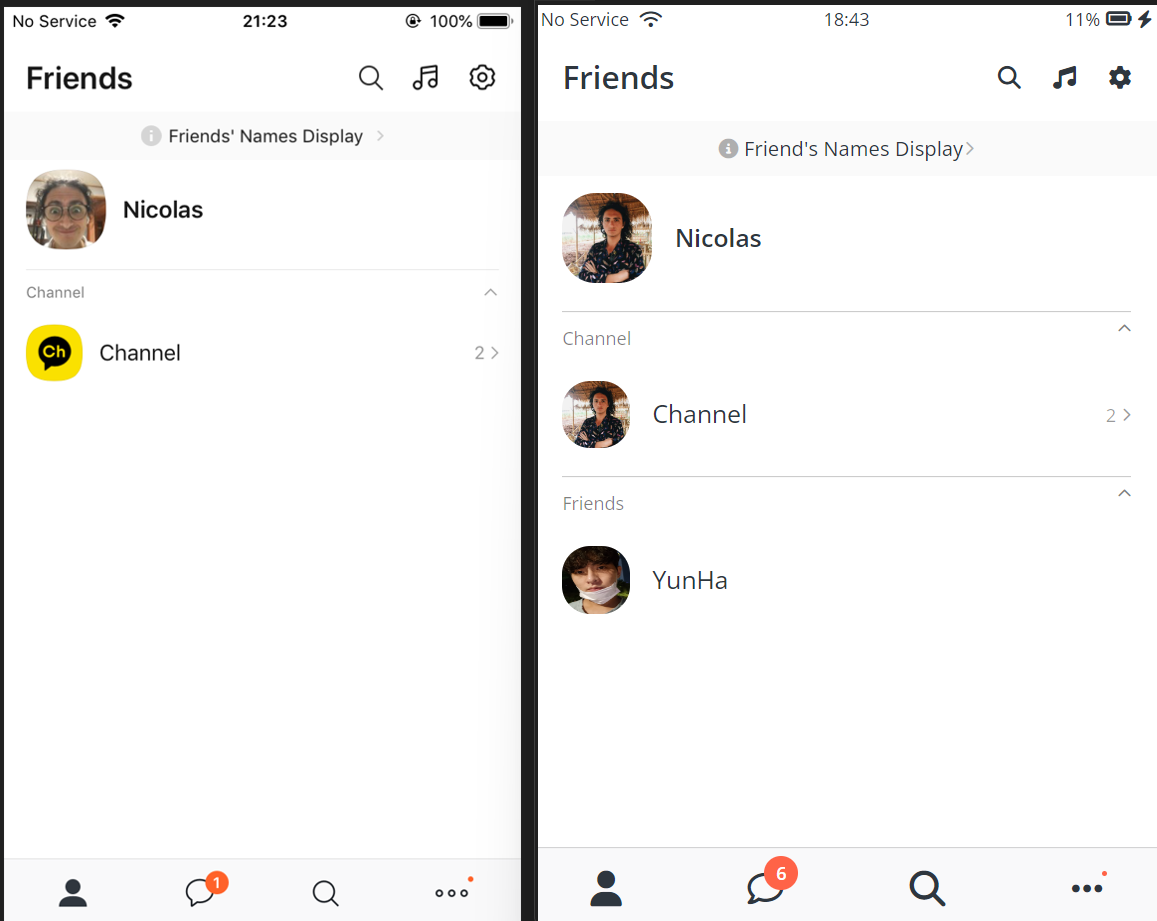 No Service 21:23 100%
Friends
Friends' Names Display
Nicolas
Channel
Ch
Channel 2
1
No Service 18:43 11%
Friends
Friend's Names Display
Nicolas
Channel
Channel 2
Friends
YunHa
6